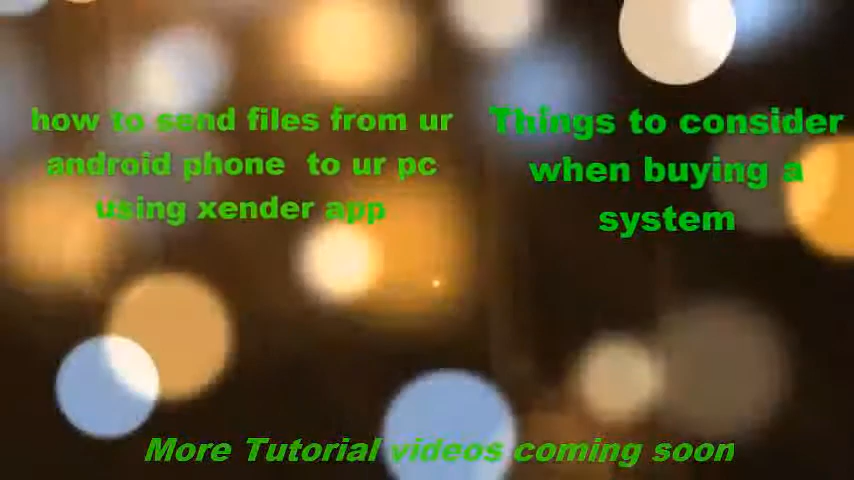 how to send files from ur
android phone to ur pc
using xender app
Things to consider
when buying a
system
More Tutorial videos coming soon